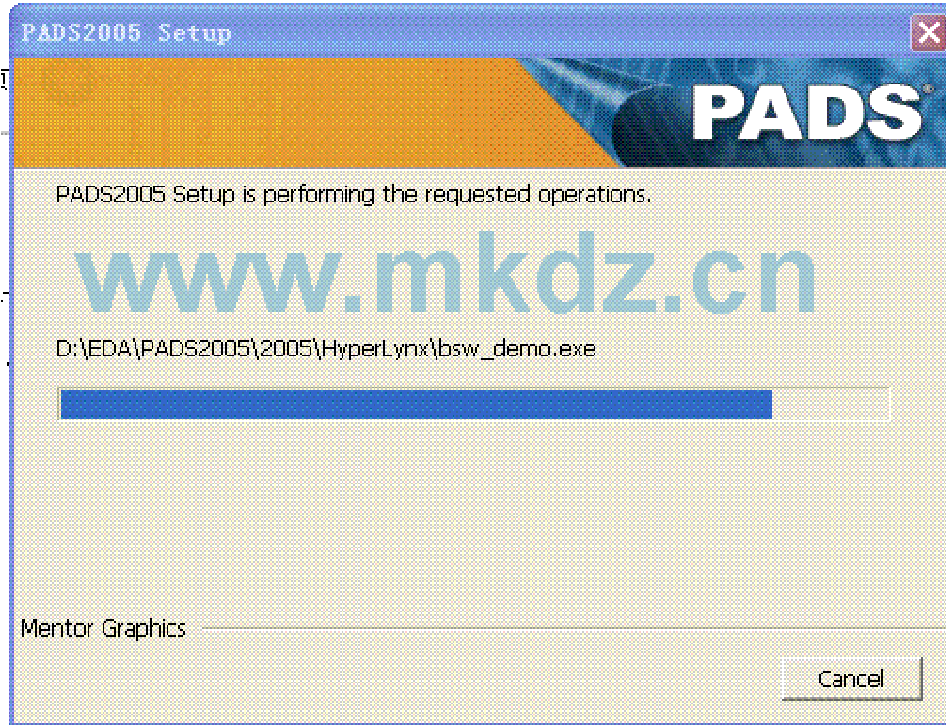 PADS2005 Setup
PADS®
PADS2005 Setup is performing the requested operations.
www.mkdz.cn
D:\EDA\PADS2005\2005\HyperLynx\bsw_demo.exe
Mentor Graphics
Cancel